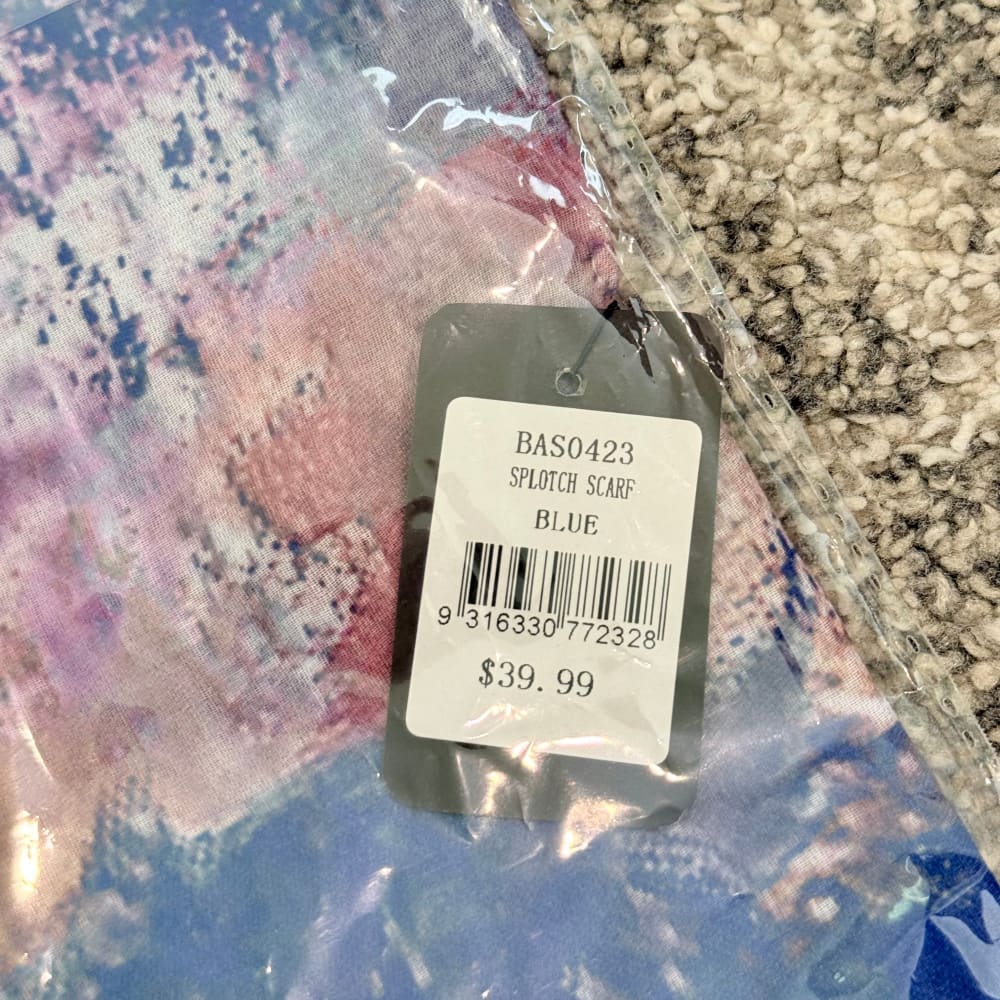 BAS0423
SPLOTCH SCARF
BLUE
9 316330 772328
$39.99